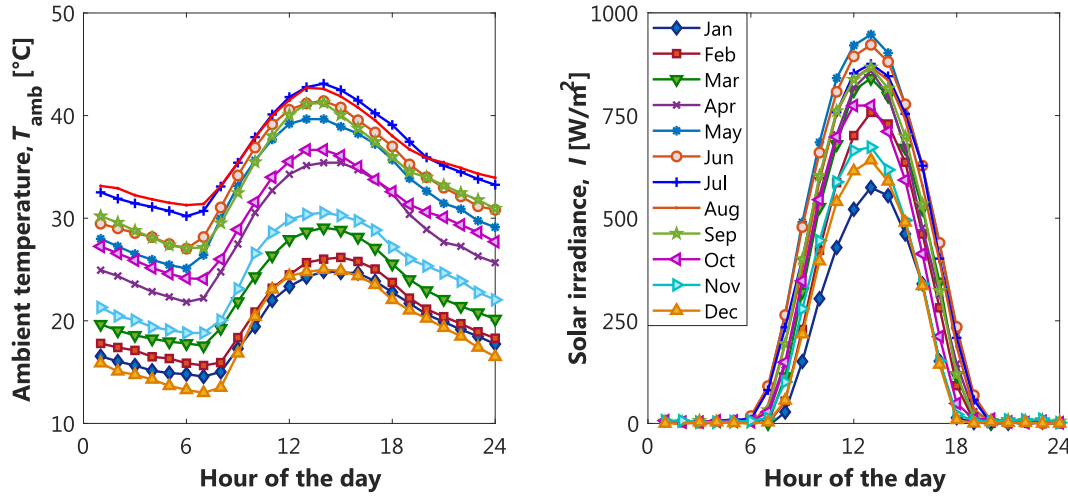 50
40
30
20
10
0
6
12
18
24
Ambient temperature, T_amb [°C]
Hour of the day
1000
750
500
250
0
0
6
12
18
24
Solar irradiance, I [W/m²]
Hour of the day
Jan
Feb
Mar
Apr
May
Jun
Jul
Aug
Sep
Oct
Nov
Dec